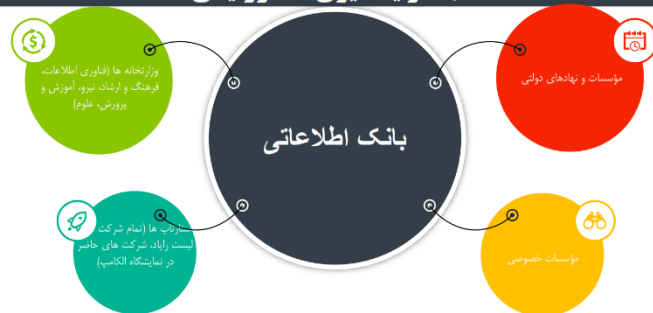 مؤسسات و نهادهای دولتی
وزارتخانه ها (فناوری اطلاعات،
فرهنگ و ارشاد، نیرو، آموزش و
پرورش، علوم)
بانک اطلاعاتی
مؤسسات خصوصی
استارتاپ ها (تمام شرکت
لیست رایاد، شرکت های حاضر
در نمایشگاه الکامپ)